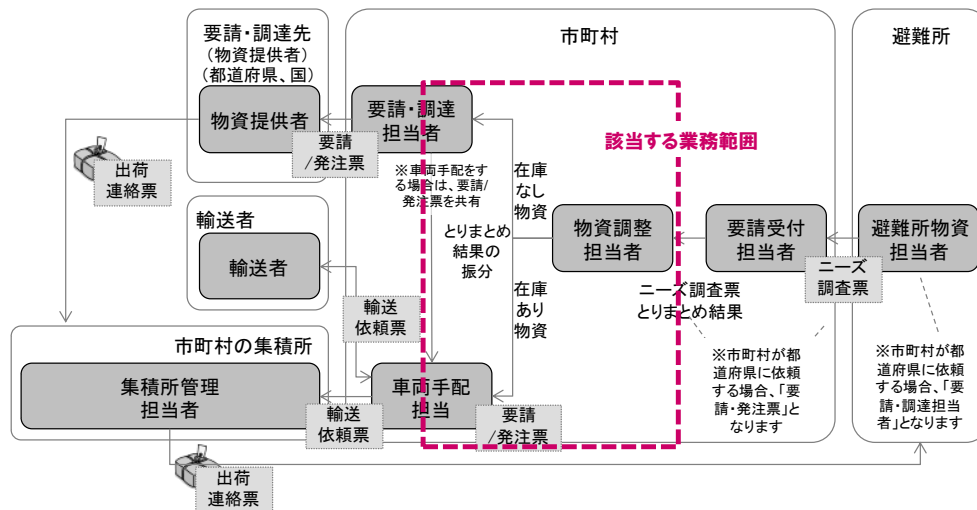 要請・調達先
(物資提供者)
(都道府県、国)
物資提供者
要請
/発注票
出荷
連絡票
市町村
要請・調達
担当者
※車両手配をす
る場合は、要請/
発注票を共有
該当する業務範囲
在庫
なし
物資
とりまとめ
結果の
振分
在庫
あり
物資
物資調整
担当者
要請受付
担当者
ニーズ調査票
とりまとめ結果
※市町村が都
道府県に依頼
する場合、「要
請・発注票」と
なります
避難所
避難所物資
担当者
ニーズ
調査票
※市町村が都
道府県に依頼
する場合、「要
請・調達担当
者」となります
輸送者
輸送者
輸送
依頼票
市町村の集積所
集積所管理
担当者
輸送
依頼票
車両手配
担当
要請
/発注票
出荷
連絡票